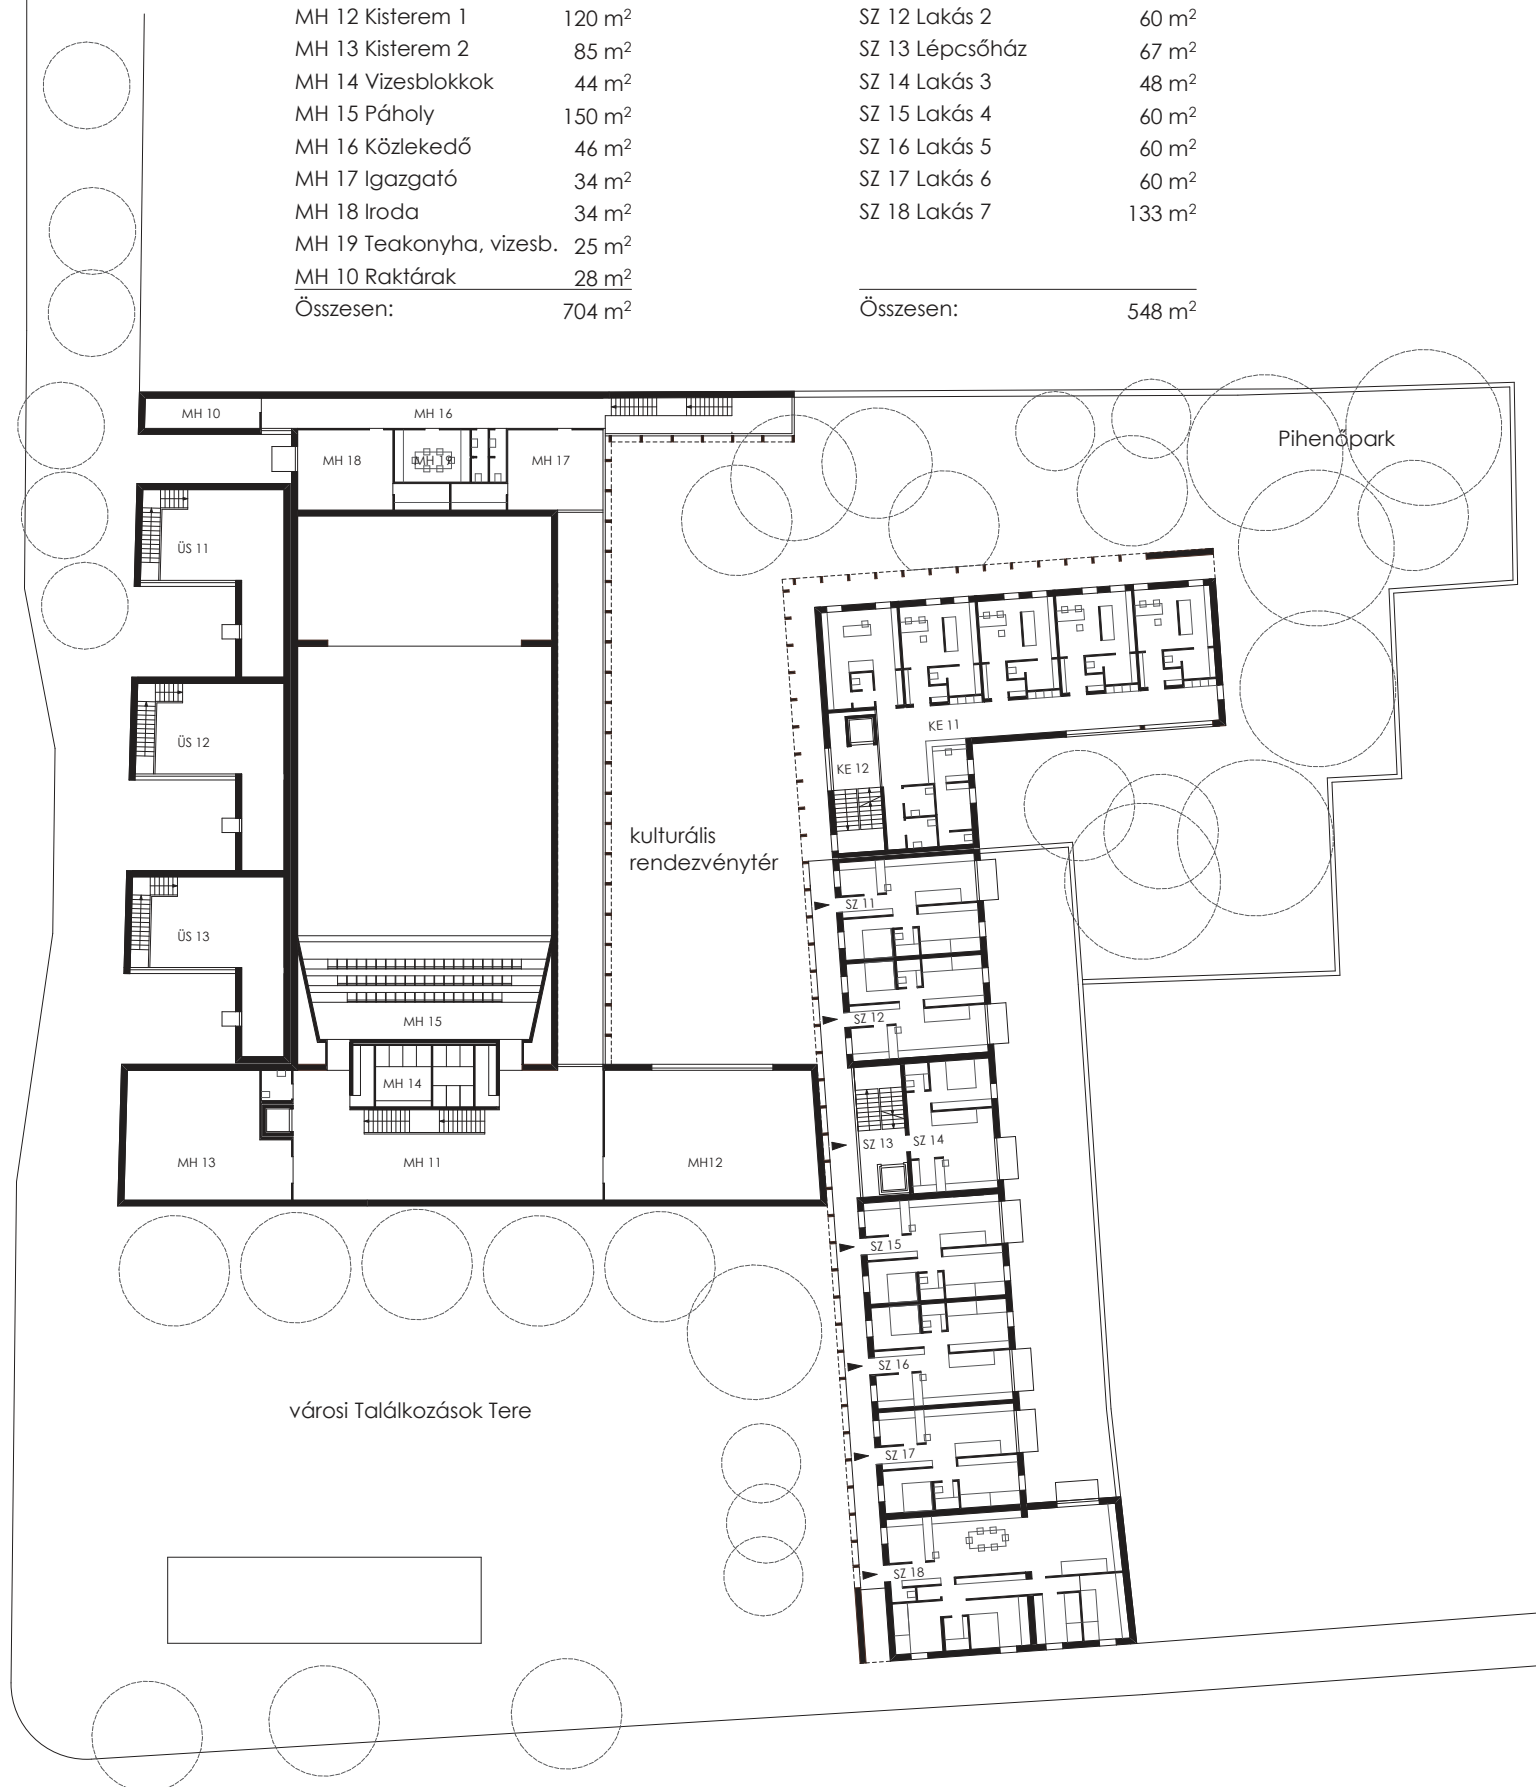 MH 12 Kisterem 1 120 m²
MH 13 Kisterem 2 85 m²
MH 14 Vizesblokkok 44 m²
MH 15 Páholy 150 m²
MH 16 Közlekedő 46 m²
MH 17 Igazgató 34 m²
MH 18 Iroda 34 m²
MH 19 Teakonyha, vizesb. 25 m²
MH 10 Raktárak 28 m²
Összesen: 704 m²
SZ 12 Lakás 2 60 m²
SZ 13 Lépcsőház 67 m²
SZ 14 Lakás 3 48 m²
SZ 15 Lakás 4 60 m²
SZ 16 Lakás 5 60 m²
SZ 17 Lakás 6 60 m²
SZ 18 Lakás 7 133 m²
Összesen: 548 m²
MH 10
MH 16
Pihenőpark
MH 18
MH 19
MH 17
ÜS 11
KE 11
ÜS 12
KE 12
kulturális
rendezvénytér
SZ 11
ÜS 13
MH 15
SZ 12
MH 14
SZ 13
SZ 14
MH 13
MH 11
MH12
SZ 15
SZ 16
városi Találkozások Tere
SZ 17
SZ 18